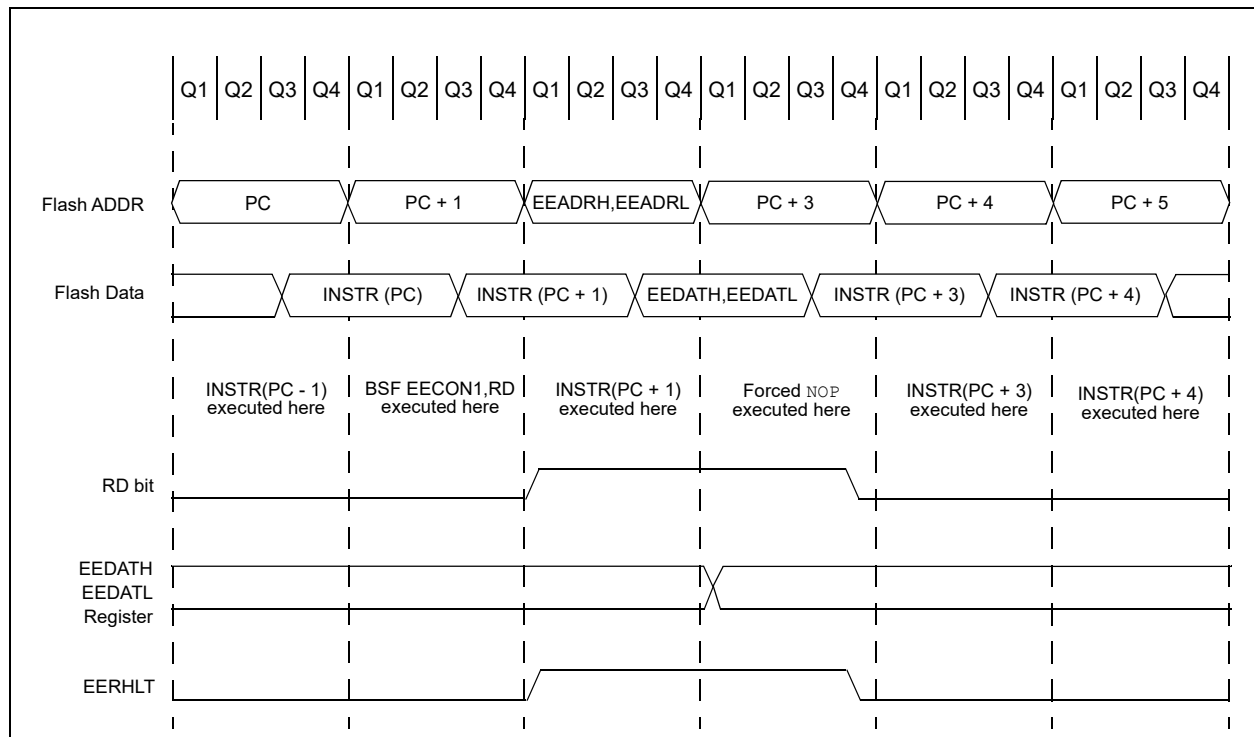 Q1 Q2 Q3 Q4 Q1 Q2 Q3 Q4 Q1 Q2 Q3 Q4 Q1 Q2 Q3 Q4 Q1 Q2 Q3 Q4 Q1 Q2 Q3 Q4
Flash ADDR PC PC + 1 EEADRH,EEADRL PC + 3 PC + 4 PC + 5
Flash Data INSTR (PC) INSTR (PC + 1) EEDATH,EEDATL INSTR (PC + 3) INSTR (PC + 4)
INSTR(PC - 1)
executed here
BSF EECON1,RD
executed here
INSTR(PC + 1)
executed here
Forced NOP
executed here
INSTR(PC + 3)
executed here
INSTR(PC + 4)
executed here
RD bit
EEDATH
EEDATL
Register
EERHLT